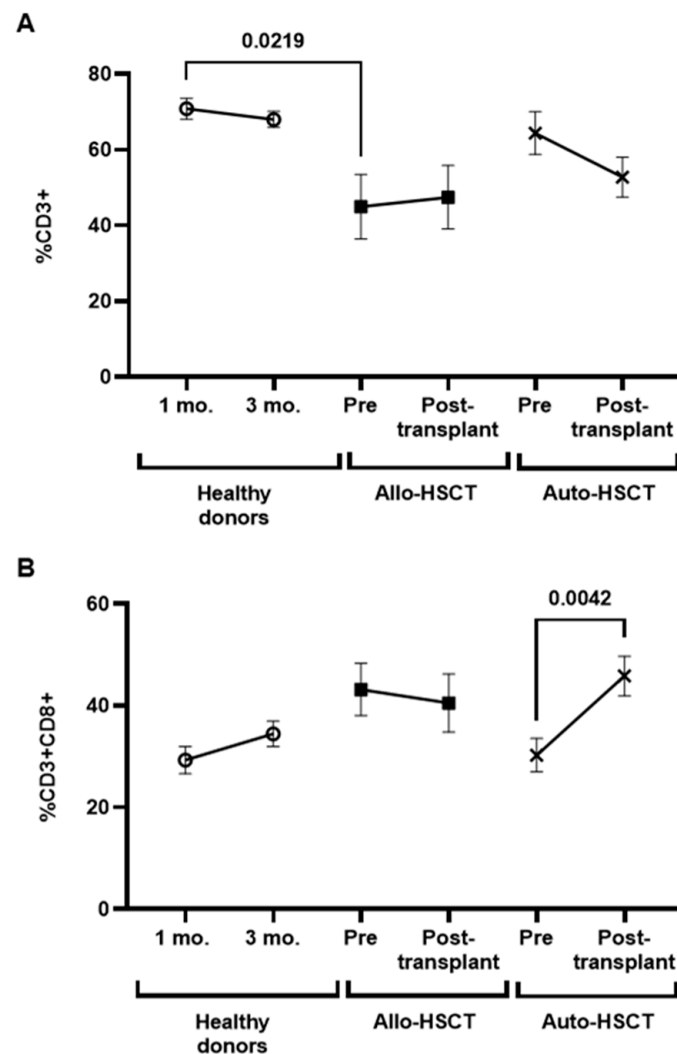 A
0.0219
80
60
40
20
0
%CD3+
1 mo. 3 mo. Pre Post- Pre Post-
transplant transplant
Healthy Allo-HSCT Auto-HSCT
donors
B
0.0042
60
40
20
0
%CD3+CD8+
1 mo. 3 mo. Pre Post- Pre Post-
transplant transplant
Healthy Allo-HSCT Auto-HSCT
donors